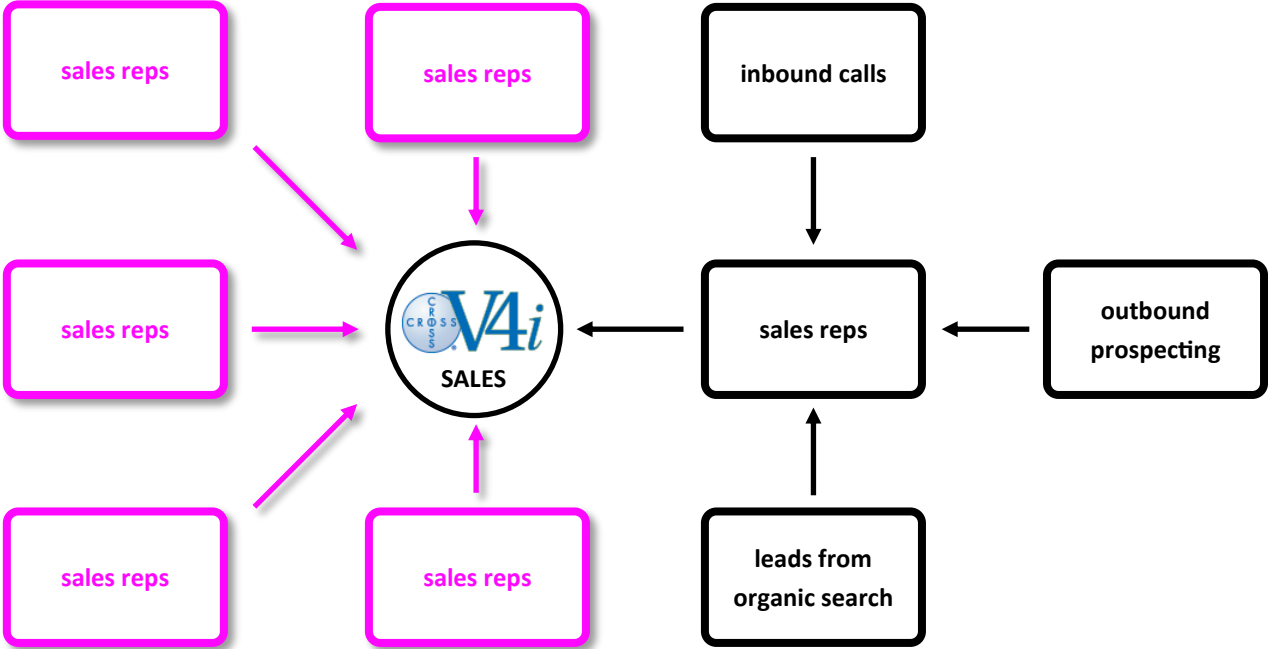 sales reps
sales reps
inbound calls
sales reps
CROSS
CROSS
V4i
SALES
sales reps
outbound
prospecting
sales reps
sales reps
leads from
organic search